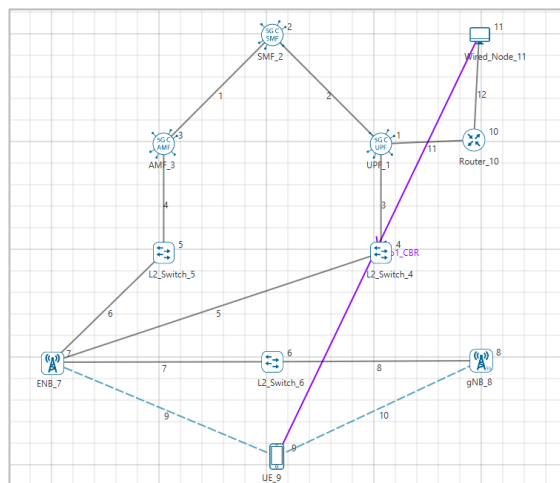 2
11
5G C
SMF
SMF_2
Wired_Node_11
1
2
12
3
1
10
5G C
AMF
5G C
UPF
11
AMF_3
UPF_1
Router_10
4
3
5
4
p1_CBR
L2_Switch_5
L2_Switch_4
6
5
7
6
8
7
8
ENB_7
L2_Switch_6
gNB_8
9
10
9
UE_9